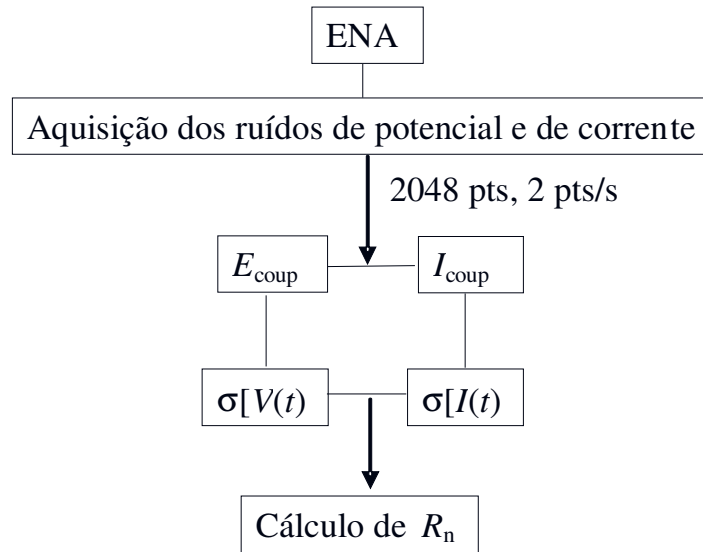 ENA
Aquisição dos ruídos de potencial e de corrente
2048 pts, 2 pts/s
E_coup I_coup
σ[V(t) σ[I(t)
Cálculo de R_n